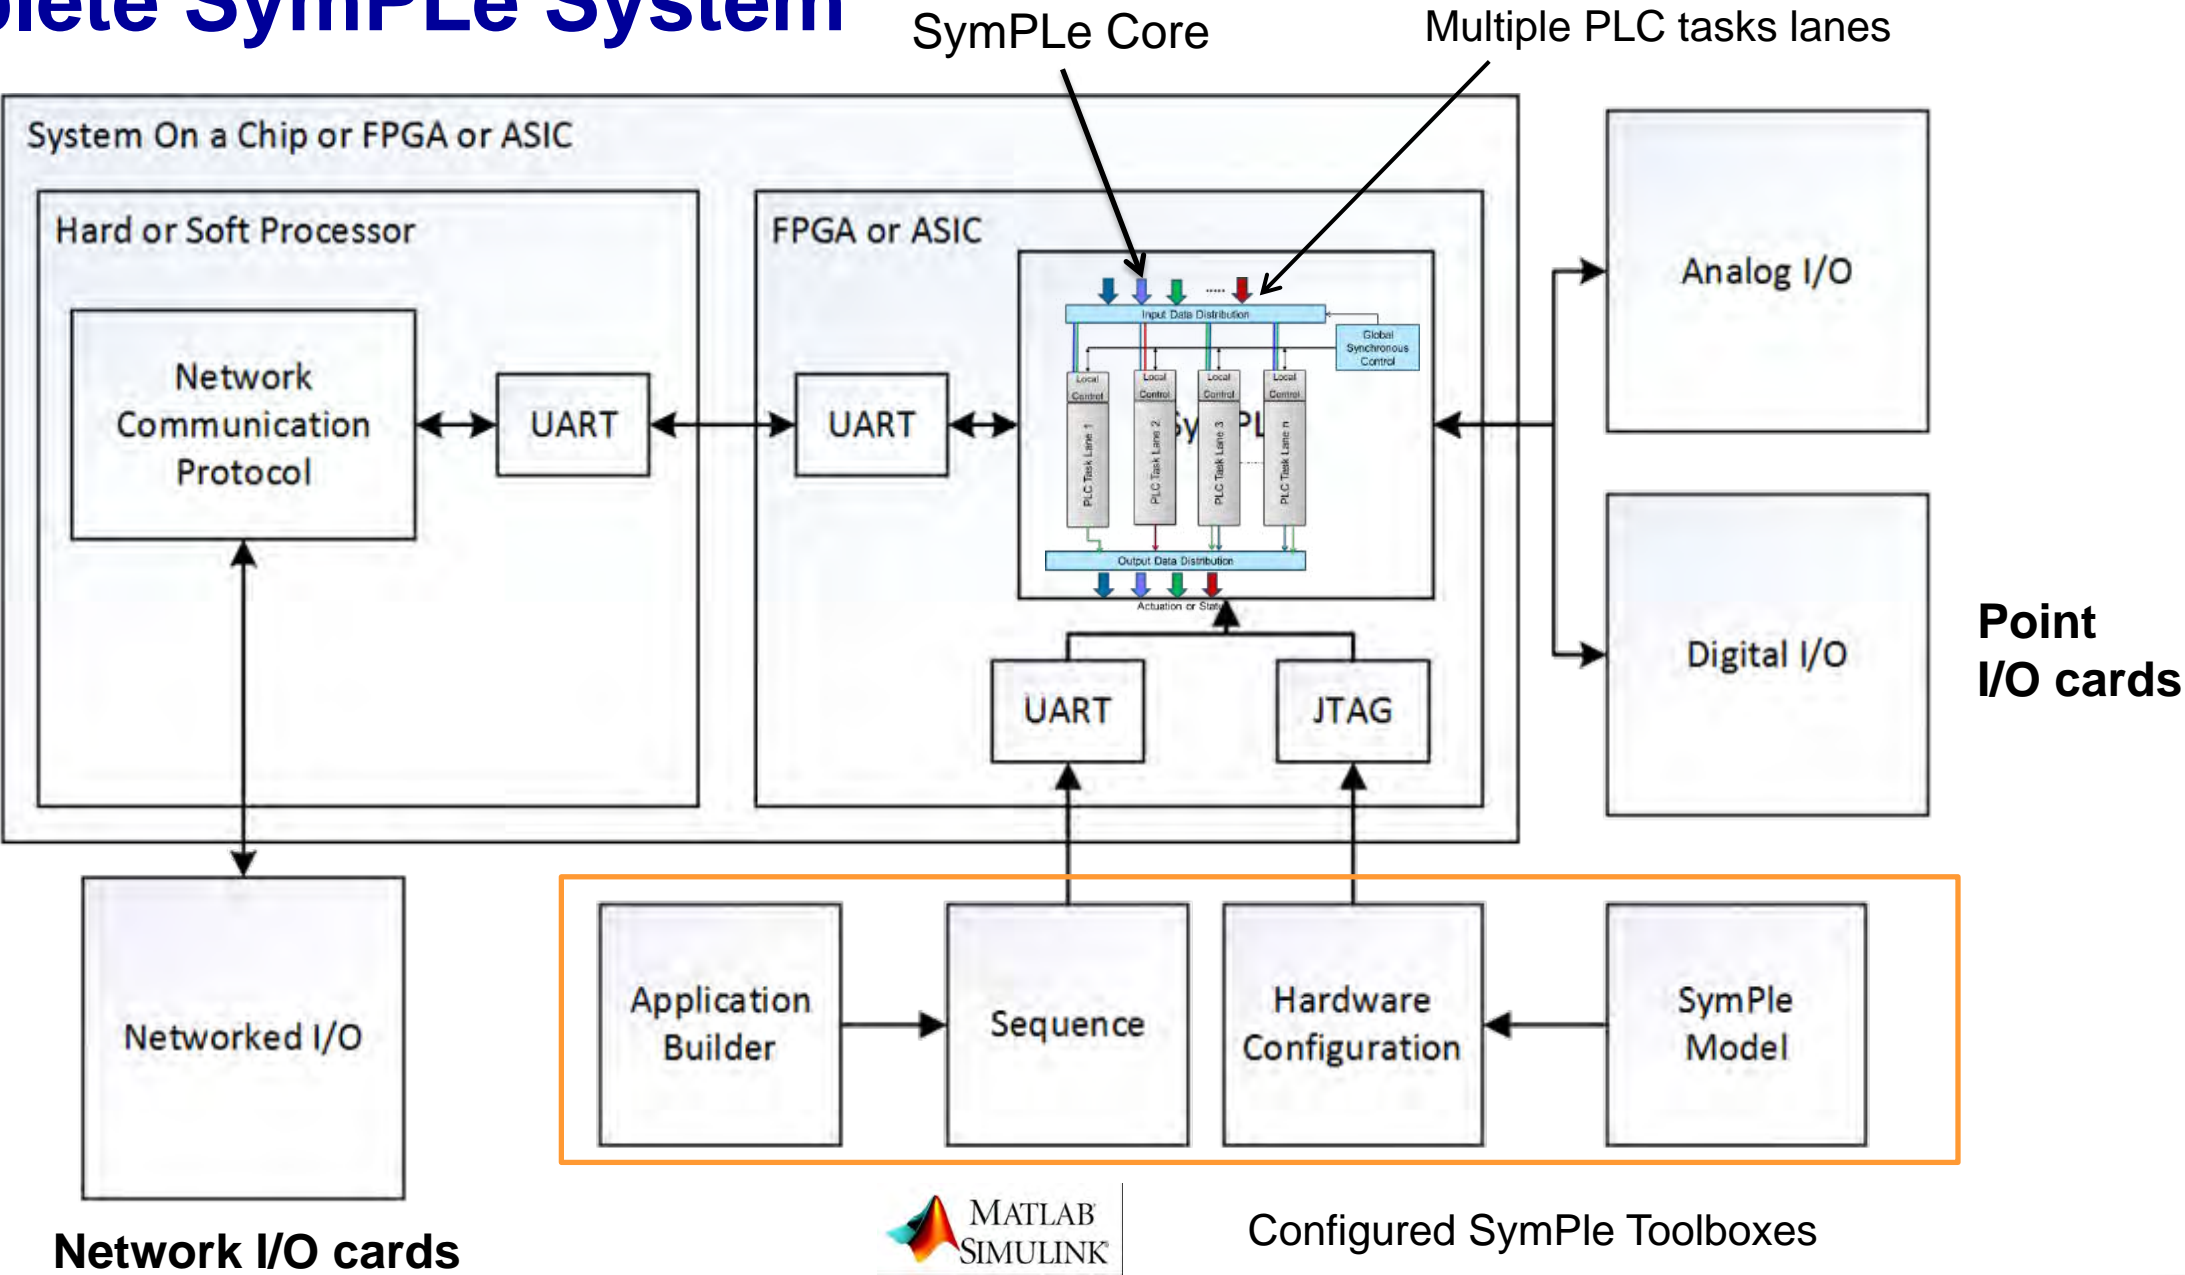 plete SymPLe System
SymPLe Core
Multiple PLC tasks lanes
System On a Chip or FPGA or ASIC
Hard or Soft Processor
FPGA or ASIC
Network
Communication
Protocol
UART
UART
.....
Input Data Distribution
Global
Synchronous
Control
Local
Control
Local
Control
Local
Control
Local
Control
PLC Task Lane 1
PLC Task Lane 2
PLC Task Lane 3
PLC Task Lane n
Output Data Distribution
Actuation or State
UART
JTAG
Analog I/O
Digital I/O
Point
I/O cards
Networked I/O
Application
Builder
Sequence
Hardware
Configuration
SymPle
Model
Network I/O cards
MATLAB
SIMULINK
Configured SymPle Toolboxes